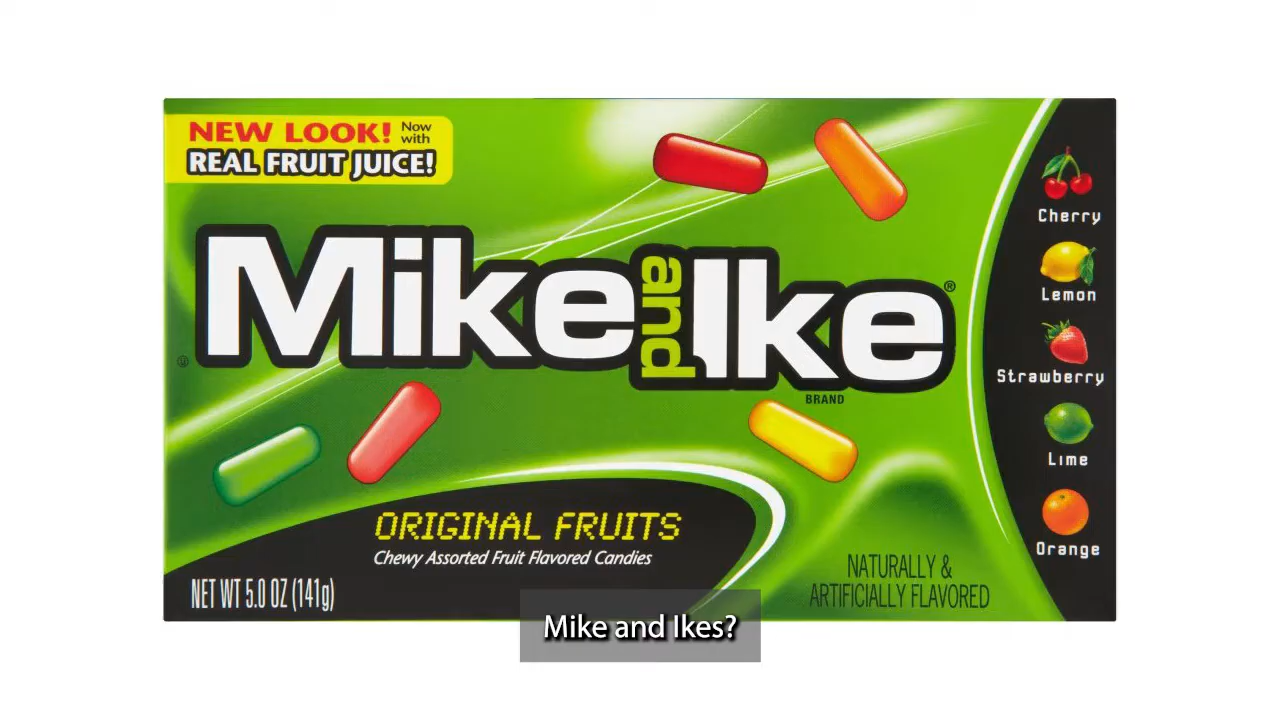 NEW LOOK! Now with
REAL FRUIT JUICE!
Mike and Ike®
BRAND
Cherry
Lemon
Strawberry
Lime
Orange
ORIGINAL FRUITS
Chewy Assorted Fruit Flavored Candies
NET WT 5.0 OZ (141g)
NATURALLY &
ARTIFICIALLY FLAVORED
Mike and Ikes?